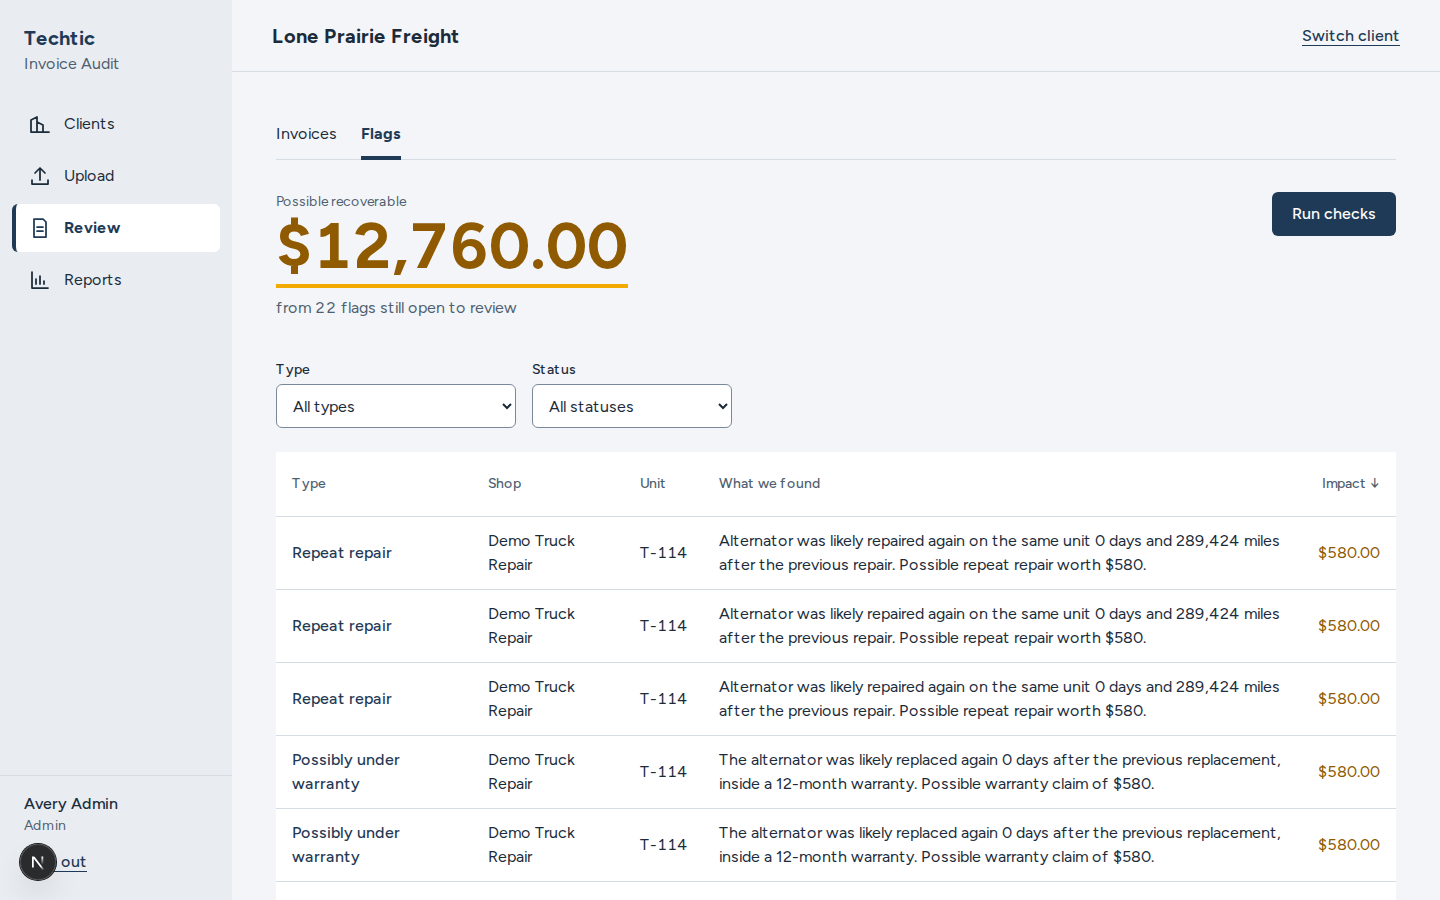 Techtic
Invoice Audit
Clients
Upload
Review
Reports
Avery Admin
Admin
out
N
Lone Prairie Freight
Switch client
Invoices
Flags
Possible recoverable
$12,760.00
from 22 flags still open to review
Run checks
Type
Status
All types
All statuses
Type
Shop
Unit
What we found
Impact ↓
Repeat repair
Demo Truck
Repair
T-114
Alternator was likely repaired again on the same unit 0 days and 289,424 miles
after the previous repair. Possible repeat repair worth $580.
$580.00
Repeat repair
Demo Truck
Repair
T-114
Alternator was likely repaired again on the same unit 0 days and 289,424 miles
after the previous repair. Possible repeat repair worth $580.
$580.00
Repeat repair
Demo Truck
Repair
T-114
Alternator was likely repaired again on the same unit 0 days and 289,424 miles
after the previous repair. Possible repeat repair worth $580.
$580.00
Possibly under
warranty
Demo Truck
Repair
T-114
The alternator was likely replaced again 0 days after the previous replacement,
inside a 12-month warranty. Possible warranty claim of $580.
$580.00
Possibly under
warranty
Demo Truck
Repair
T-114
The alternator was likely replaced again 0 days after the previous replacement,
inside a 12-month warranty. Possible warranty claim of $580.
$580.00